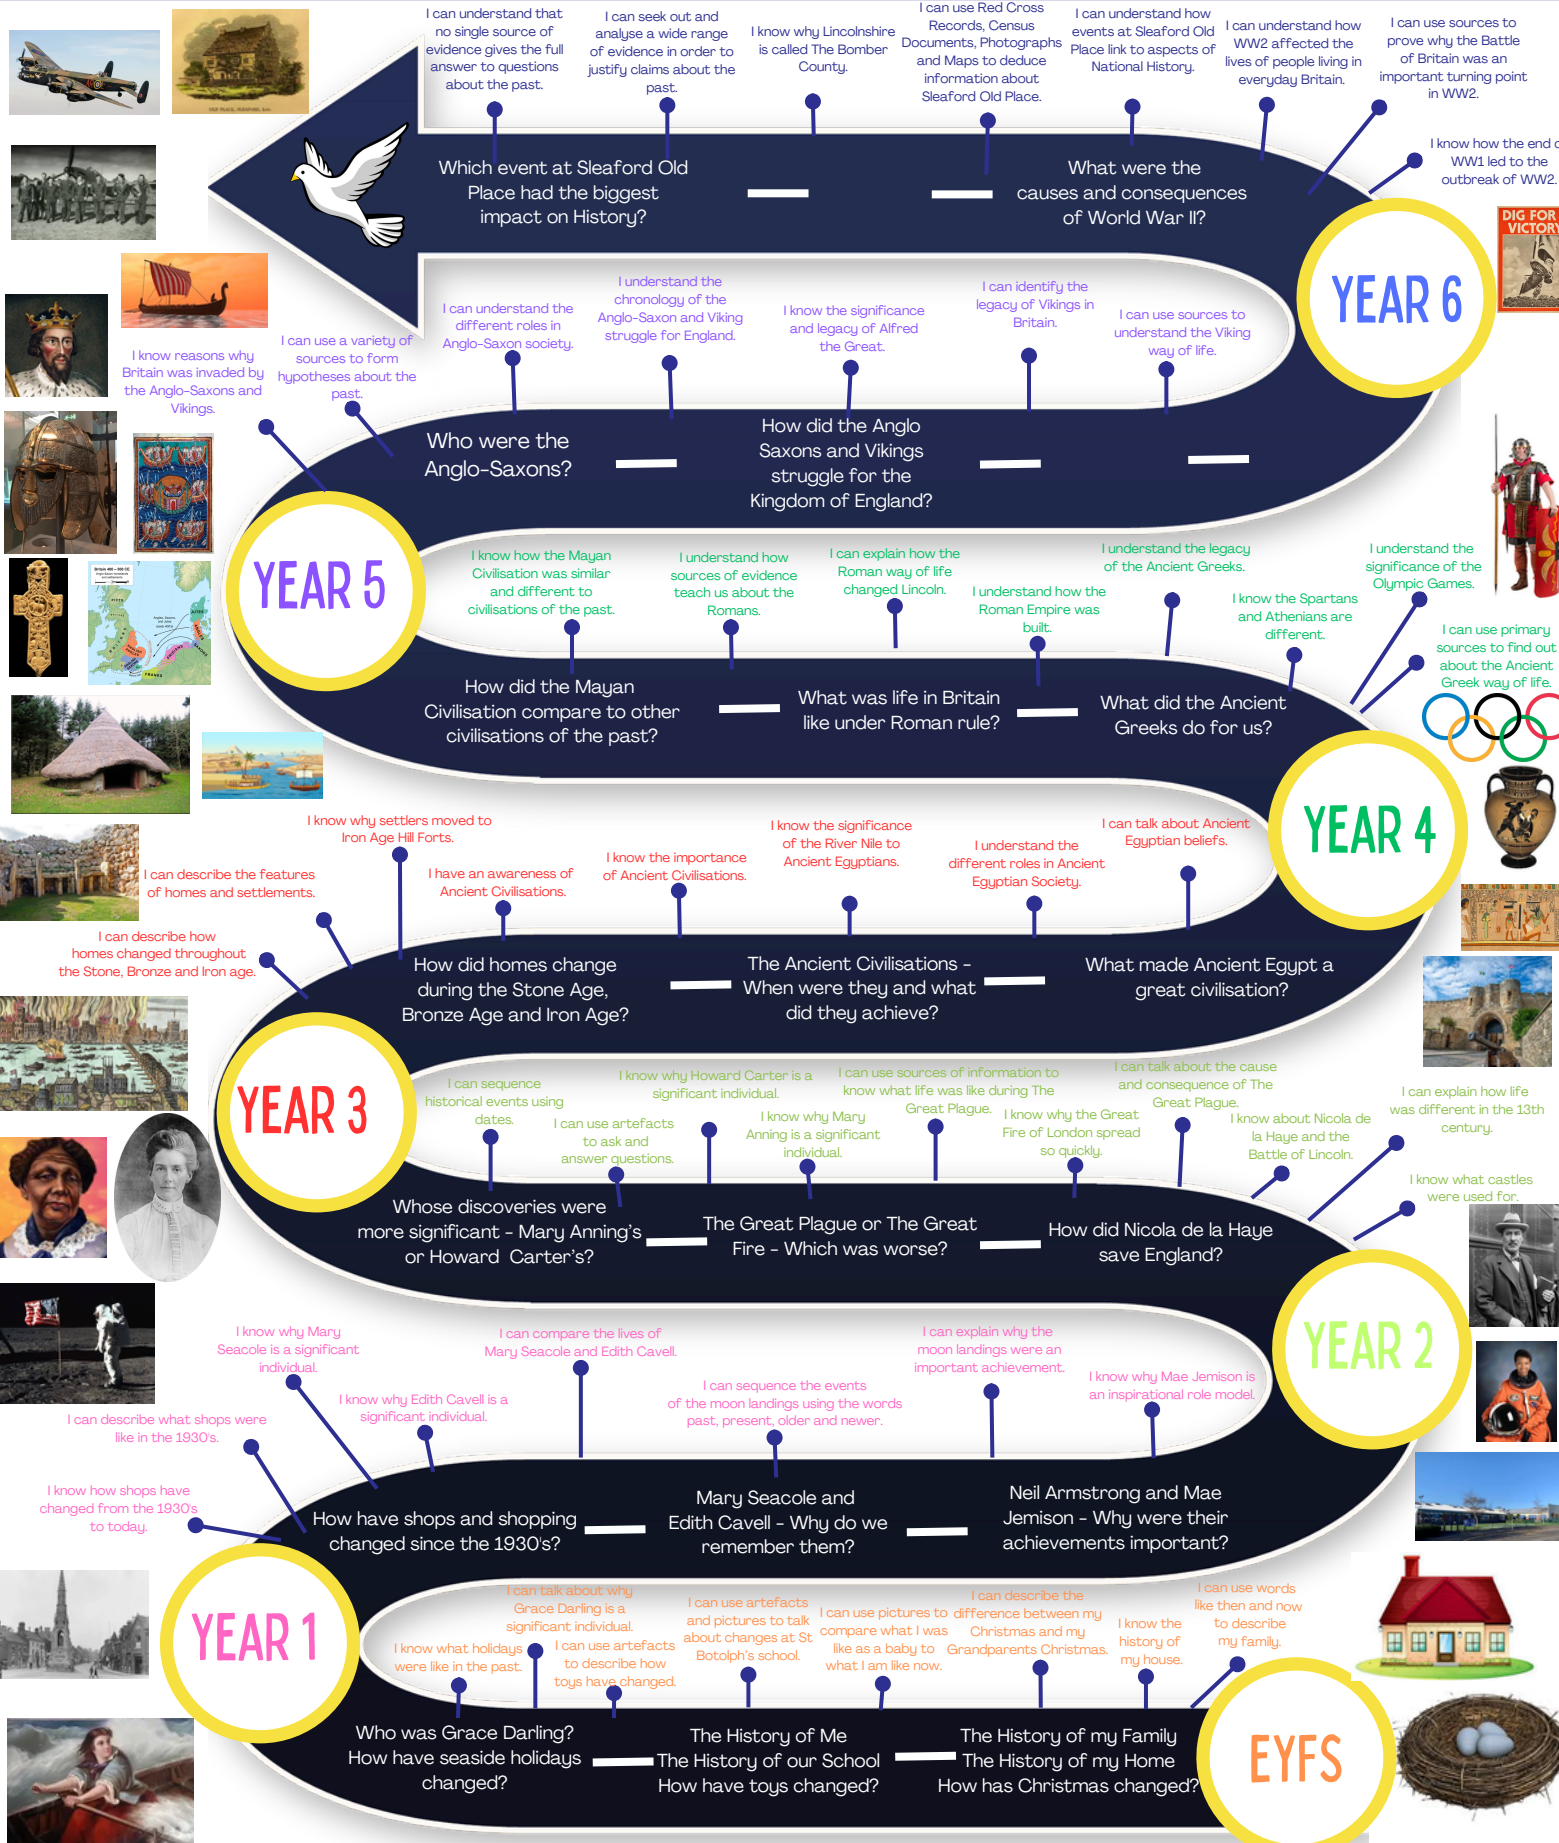 I can understand that
no single source of
evidence gives the full
answer to questions
about the past.
I can seek out and
analyse a wide range
of evidence in order to
justify claims about the
past.
I know why Lincolnshire
is called The Bomber
County.
I can use Red Cross
Records, Census
Documents, Photographs
and Maps to deduce
information about
Sleaford Old Place.
I can understand how
events at Sleaford Old
Place link to aspects of
National History.
I can understand how
WW2 affected the
lives of people living in
everyday Britain.
I can use sources to
prove why the Battle
of Britain was an
important turning point
in WW2.
I know how the end
WW1 led to the
outbreak of WW2.
Which event at Sleaford Old
Place had the biggest
impact on History?
What were the
causes and consequences
of World War II?
DIG FOR
VICTORY
YEAR 6
I know reasons why
Britain was invaded by
the Anglo-Saxons and
Vikings.
I can use a variety of
sources to form
hypotheses about the
past.
I can understand the
different roles in
Anglo-Saxon society.
I understand the
chronology of the
Anglo-Saxon and Viking
struggle for England.
I know the significance
and legacy of Alfred
the Great.
I can identify the
legacy of Vikings in
Britain.
I can use sources to
understand the Viking
way of life.
Who were the
Anglo-Saxons?
How did the Anglo
Saxons and Vikings
struggle for the
Kingdom of England?
YEAR 5
I know how the Mayan
Civilisation was similar
and different to
civilisations of the past.
I understand how
sources of evidence
teach us about the
Romans.
I can explain how the
Roman way of life
changed Lincoln.
I understand how the
Roman Empire was
built.
I understand the legacy
of the Ancient Greeks.
I know the Spartans
and Athenians are
different.
I understand the
significance of the
Olympic Games.
I can use primary
sources to find out
about the Ancient
Greek way of life.
How did the Mayan
Civilisation compare to other
civilisations of the past?
What was life in Britain
like under Roman rule?
What did the Ancient
Greeks do for us?
YEAR 4
I can describe how
homes changed throughout
the Stone, Bronze and Iron age.
I can describe the features
of homes and settlements.
I know why settlers moved to
Iron Age Hill Forts.
I have an awareness of
Ancient Civilisations.
I know the importance
of Ancient Civilisations.
I know the significance
of the River Nile to
Ancient Egyptians.
I understand the
different roles in Ancient
Egyptian Society.
I can talk about Ancient
Egyptian beliefs.
How did homes change
during the Stone Age,
Bronze Age and Iron Age?
The Ancient Civilisations -
When were they and what
did they achieve?
What made Ancient Egypt a
great civilisation?
YEAR 3
I can sequence
historical events using
dates.
I can use artefacts
to ask and
answer questions.
I know why Howard Carter is a
significant individual.
I know why Mary
Anning is a significant
individual.
I can use sources of information to
know what life was like during The
Great Plague.
I know why the Great
Fire of London spread
so quickly.
I can talk about the cause
and consequence of The
Great Plague.
I know about Nicola de
la Haye and the
Battle of Lincoln.
I can explain how life
was different in the 13th
century.
I know what castles
were used for.
Whose discoveries were
more significant - Mary Anning's
or Howard Carter's?
The Great Plague or The Great
Fire - Which was worse?
How did Nicola de la Haye
save England?
YEAR 2
I know how shops have
changed from the 1930's
to today.
I can describe what shops were
like in the 1930's.
I know why Mary
Seacole is a significant
individual.
I know why Edith Cavell is a
significant individual.
I can compare the lives of
Mary Seacole and Edith Cavell.
I can sequence the events
of the moon landings using the words
past, present, older and newer.
I can explain why the
moon landings were an
important achievement.
I know why Mae Jemison is
an inspirational role model.
How have shops and shopping
changed since the 1930's?
Mary Seacole and
Edith Cavell - Why do we
remember them?
Neil Armstrong and Mae
Jemison - Why were their
achievements important?
YEAR 1
I know what holidays
were like in the past.
I can talk about why
Grace Darling is a
significant individual.
I can use artefacts
to describe how
toys have changed.
I can use artefacts
and pictures to talk
about changes at St
Botolph's school.
I can use pictures to
compare what I was
like as a baby to
what I am like now.
I can describe the
difference between my
Christmas and my
Grandparents Christmas.
I know the
history of
my house.
I can use words
like then and now
to describe
my family.
Who was Grace Darling?
How have seaside holidays
changed?
The History of Me
The History of our School
How have toys changed?
The History of my Family
The History of my Home
How has Christmas changed?
EYFS